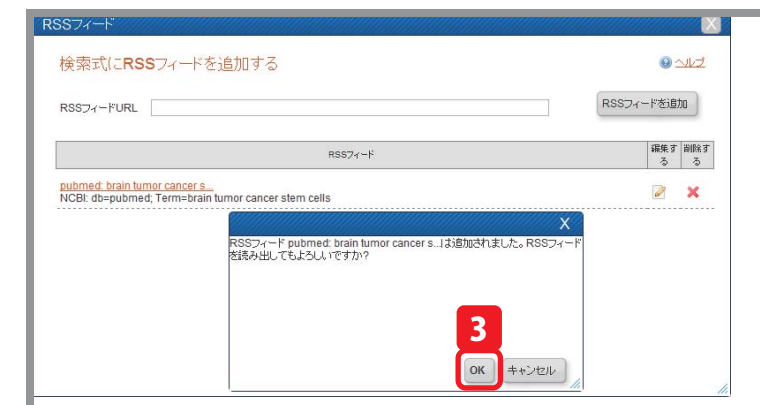 RSSフィード X
検索式にRSSフィードを追加する ヘルプ
RSSフィードURL RSSフィードを追加
RSSフィード 編集す 削除す
る る
pubmed: brain tumor cancer s...
NCBI: db=pubmed; Term=brain tumor cancer stem cells
X
RSSフィード pubmed: brain tumor cancer s...は追加されました。RSSフィード
を読み出してもよろしいですか?
3
OK キャンセル